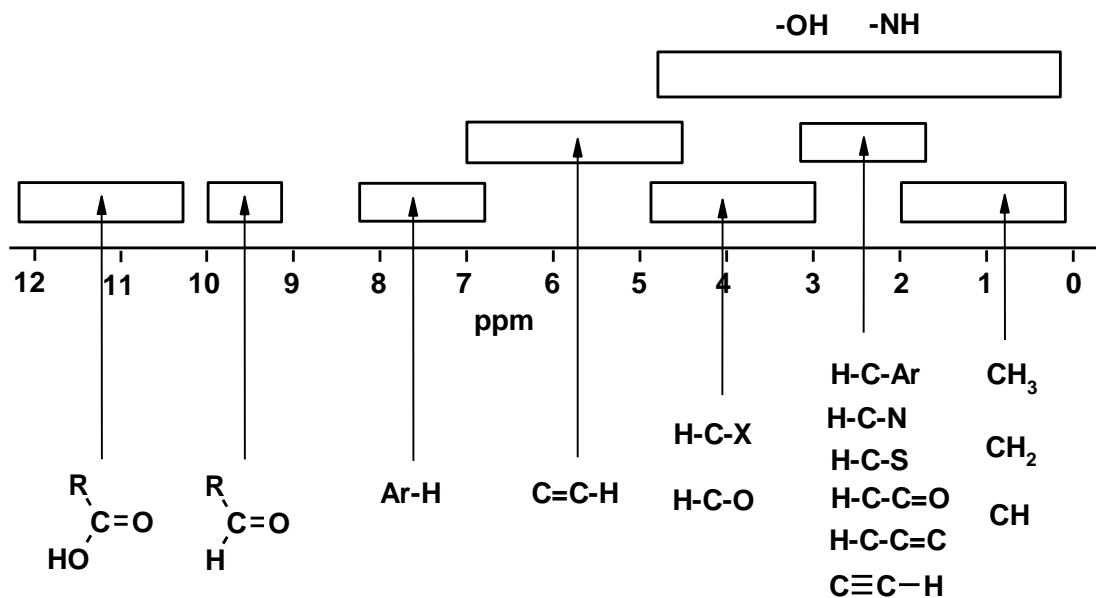 -OH -NH
12 11 10 9 8 7 6 5 4 3 2 1 0
ppm
R
C=O
HO
R
C=O
H
Ar-H
C=C-H
H-C-X
H-C-O
H-C-Ar
H-C-N
H-C-S
H-C-C=O
H-C-C=C
C≡C-H
CH₃
CH₂
CH